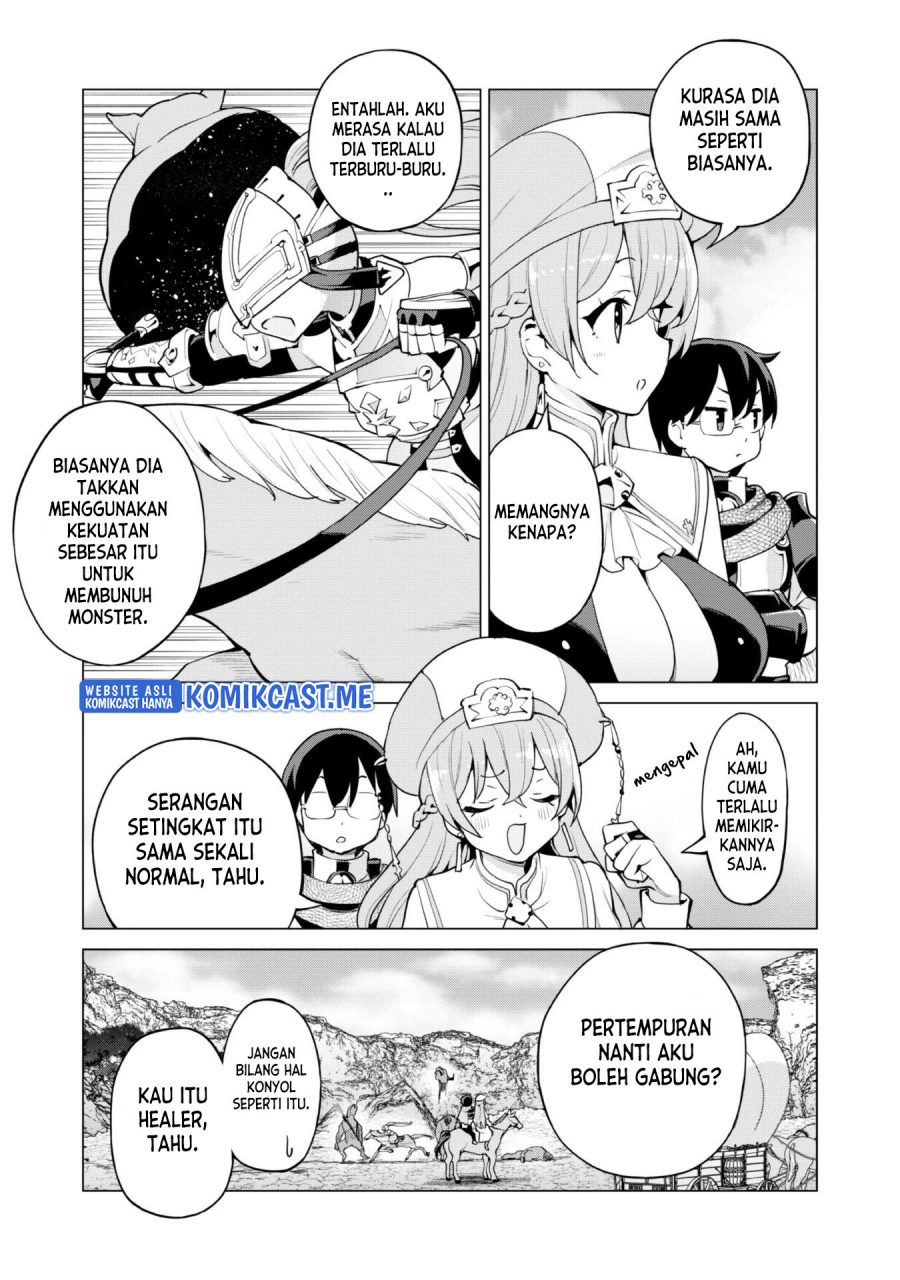 KURASA DIA
MASIH SAMA
SEPERTI
BIASANYA.
MEMANGNYA
KENAPA?
ENTAHLAH. AKU
MERASA KALAU
DIA TERLALU
TERBURU-BURU.
..
BIASANYA DIA
TAKKAN
MENGGUNAKAN
KEKUATAN
SEBESAR ITU
UNTUK
MEMBUNUH
MONSTER.
WEBSITE ASLI
KOMIKCAST HANYA
KOMIKCAST.ME
AH,
KAMU
CUMA
TERLALU
MEMIKIR-
KANNYA
SAJA.
mengepal
SERANGAN
SETINGKAT ITU
SAMA SEKALI
NORMAL, TAHU.
PERTEMPURAN
NANTI AKU
BOLEH GABUNG?
JANGAN
BILANG HAL
KONYOL
SEPERTI ITU.
KAU ITU
HEALER,
TAHU.